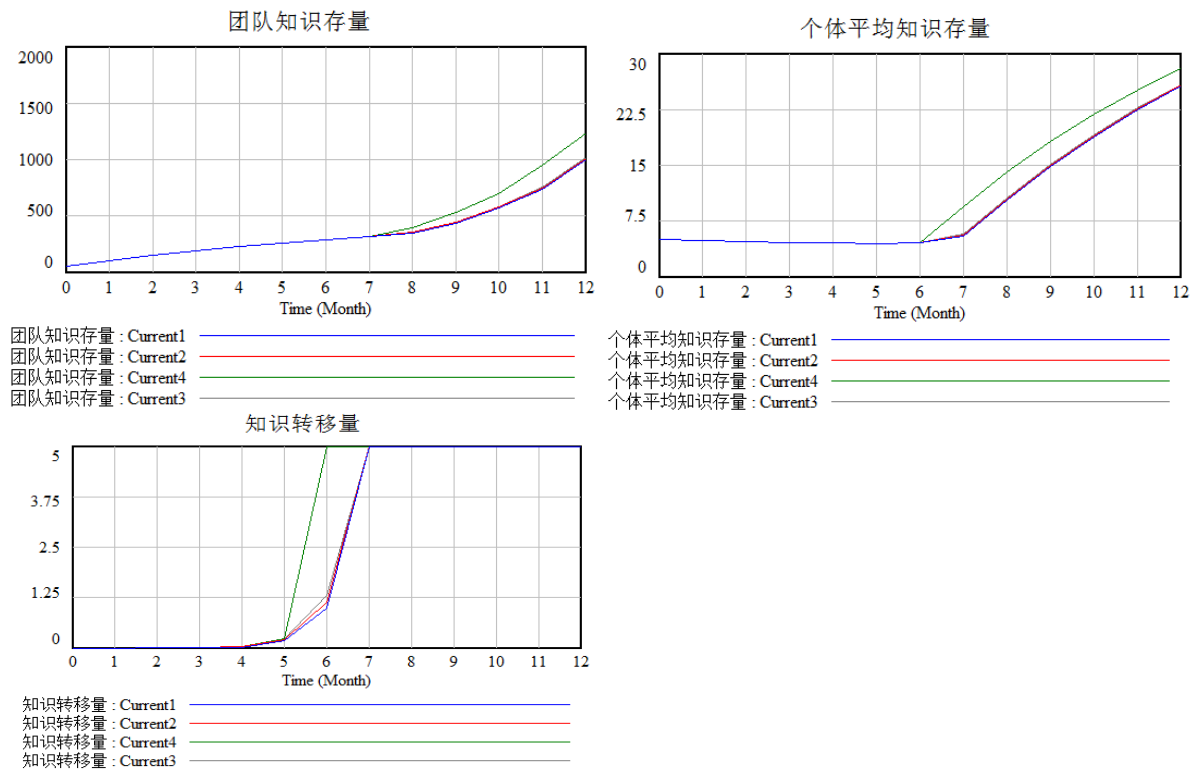 团队知识存量
2000
1500
1000
500
0
0 1 2 3 4 5 6 7 8 9 10 11 12
Time (Month)
团队知识存量 : Current1
团队知识存量 : Current2
团队知识存量 : Current4
团队知识存量 : Current3
个体平均知识存量
30
22.5
15
7.5
0
0 1 2 3 4 5 6 7 8 9 10 11 12
Time (Month)
个体平均知识存量 : Current1
个体平均知识存量 : Current2
个体平均知识存量 : Current4
个体平均知识存量 : Current3
知识转移量
5
3.75
2.5
1.25
0
0 1 2 3 4 5 6 7 8 9 10 11 12
Time (Month)
知识转移量 : Current1
知识转移量 : Current2
知识转移量 : Current4
知识转移量 : Current3